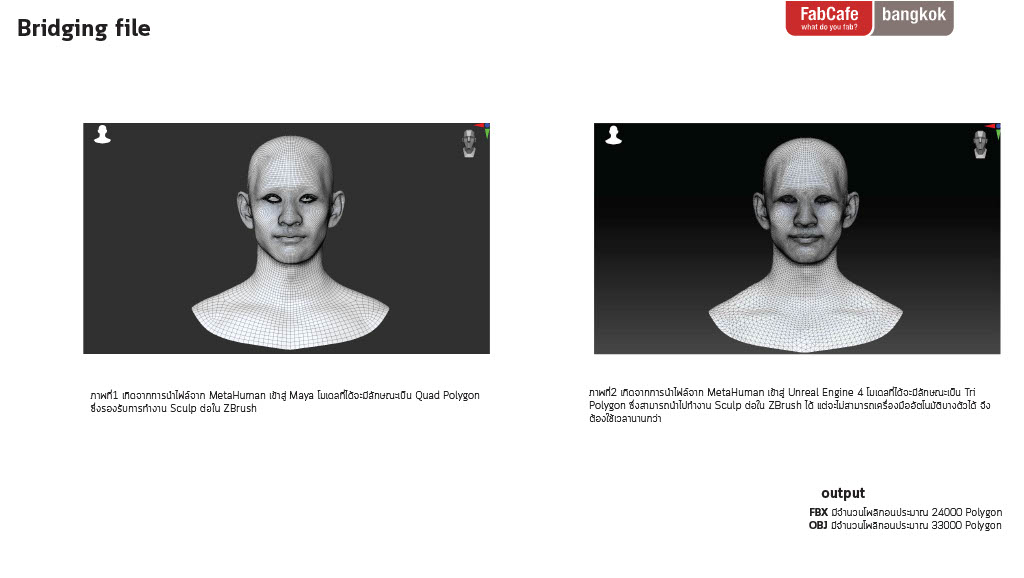 Bridging file
FabCafe
what do you fab?
bangkok
ภาพที่1 เกิดจากการนำไฟล์จาก MetaHuman เข้าสู่ Maya โมเดลที่ได้จะมีลักษณะเป็น Quad Polygon
ซึ่งรองรับการทำงาน Sculp ต่อใน ZBrush
ภาพที่2 เกิดจากการนำไฟล์จาก MetaHuman เข้าสู่ Unreal Engine 4 โมเดลที่ได้จะมีลักษณะเป็น Tri
Polygon ซึ่งสามารถนำไปทำงาน Sculp ต่อใน ZBrush ได้ แต่จะไม่สามารถเครื่องมืออัตโนมัติบางตัวได้ จึง
ต้องใช้เวลานานกว่า
output
FBX มีจำนวนโพลิกอนประมาณ 24000 Polygon
OBJ มีจำนวนโพลิกอนประมาณ 33000 Polygon